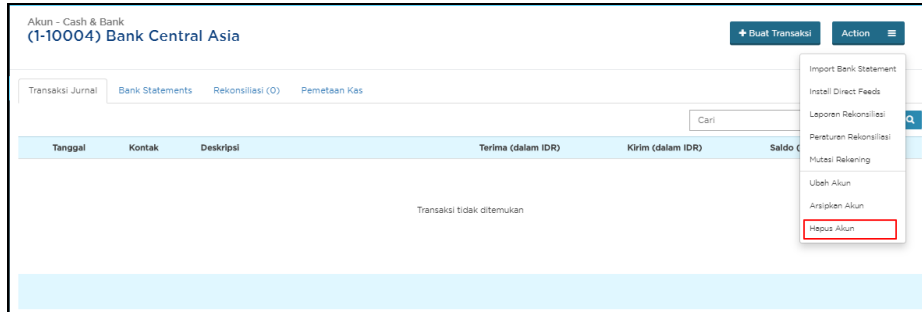 Akun - Cash & Bank
(1-10004) Bank Central Asia
+ Buat Transaksi
Action
Import Bank Statement
Install Direct Feeds
Laporan Rekonsiliasi
Peraturan Rekonsiliasi
Mutasi Rekening
Ubah Akun
Arsipkan Akun
Hapus Akun
Transaksi Jurnal Bank Statements Rekonsiliasi (0) Pemetaan Kas
Cari
Tanggal Kontak Deskripsi Terima (dalam IDR) Kirim (dalam IDR) Saldo (
Transaksi tidak ditemukan